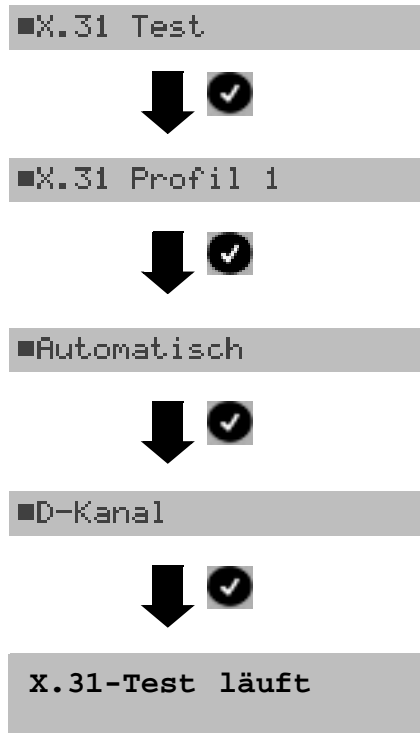 ■X.31 Test
■X.31 Profil 1
■Automatisch
■D-Kanal
X.31-Test läuft